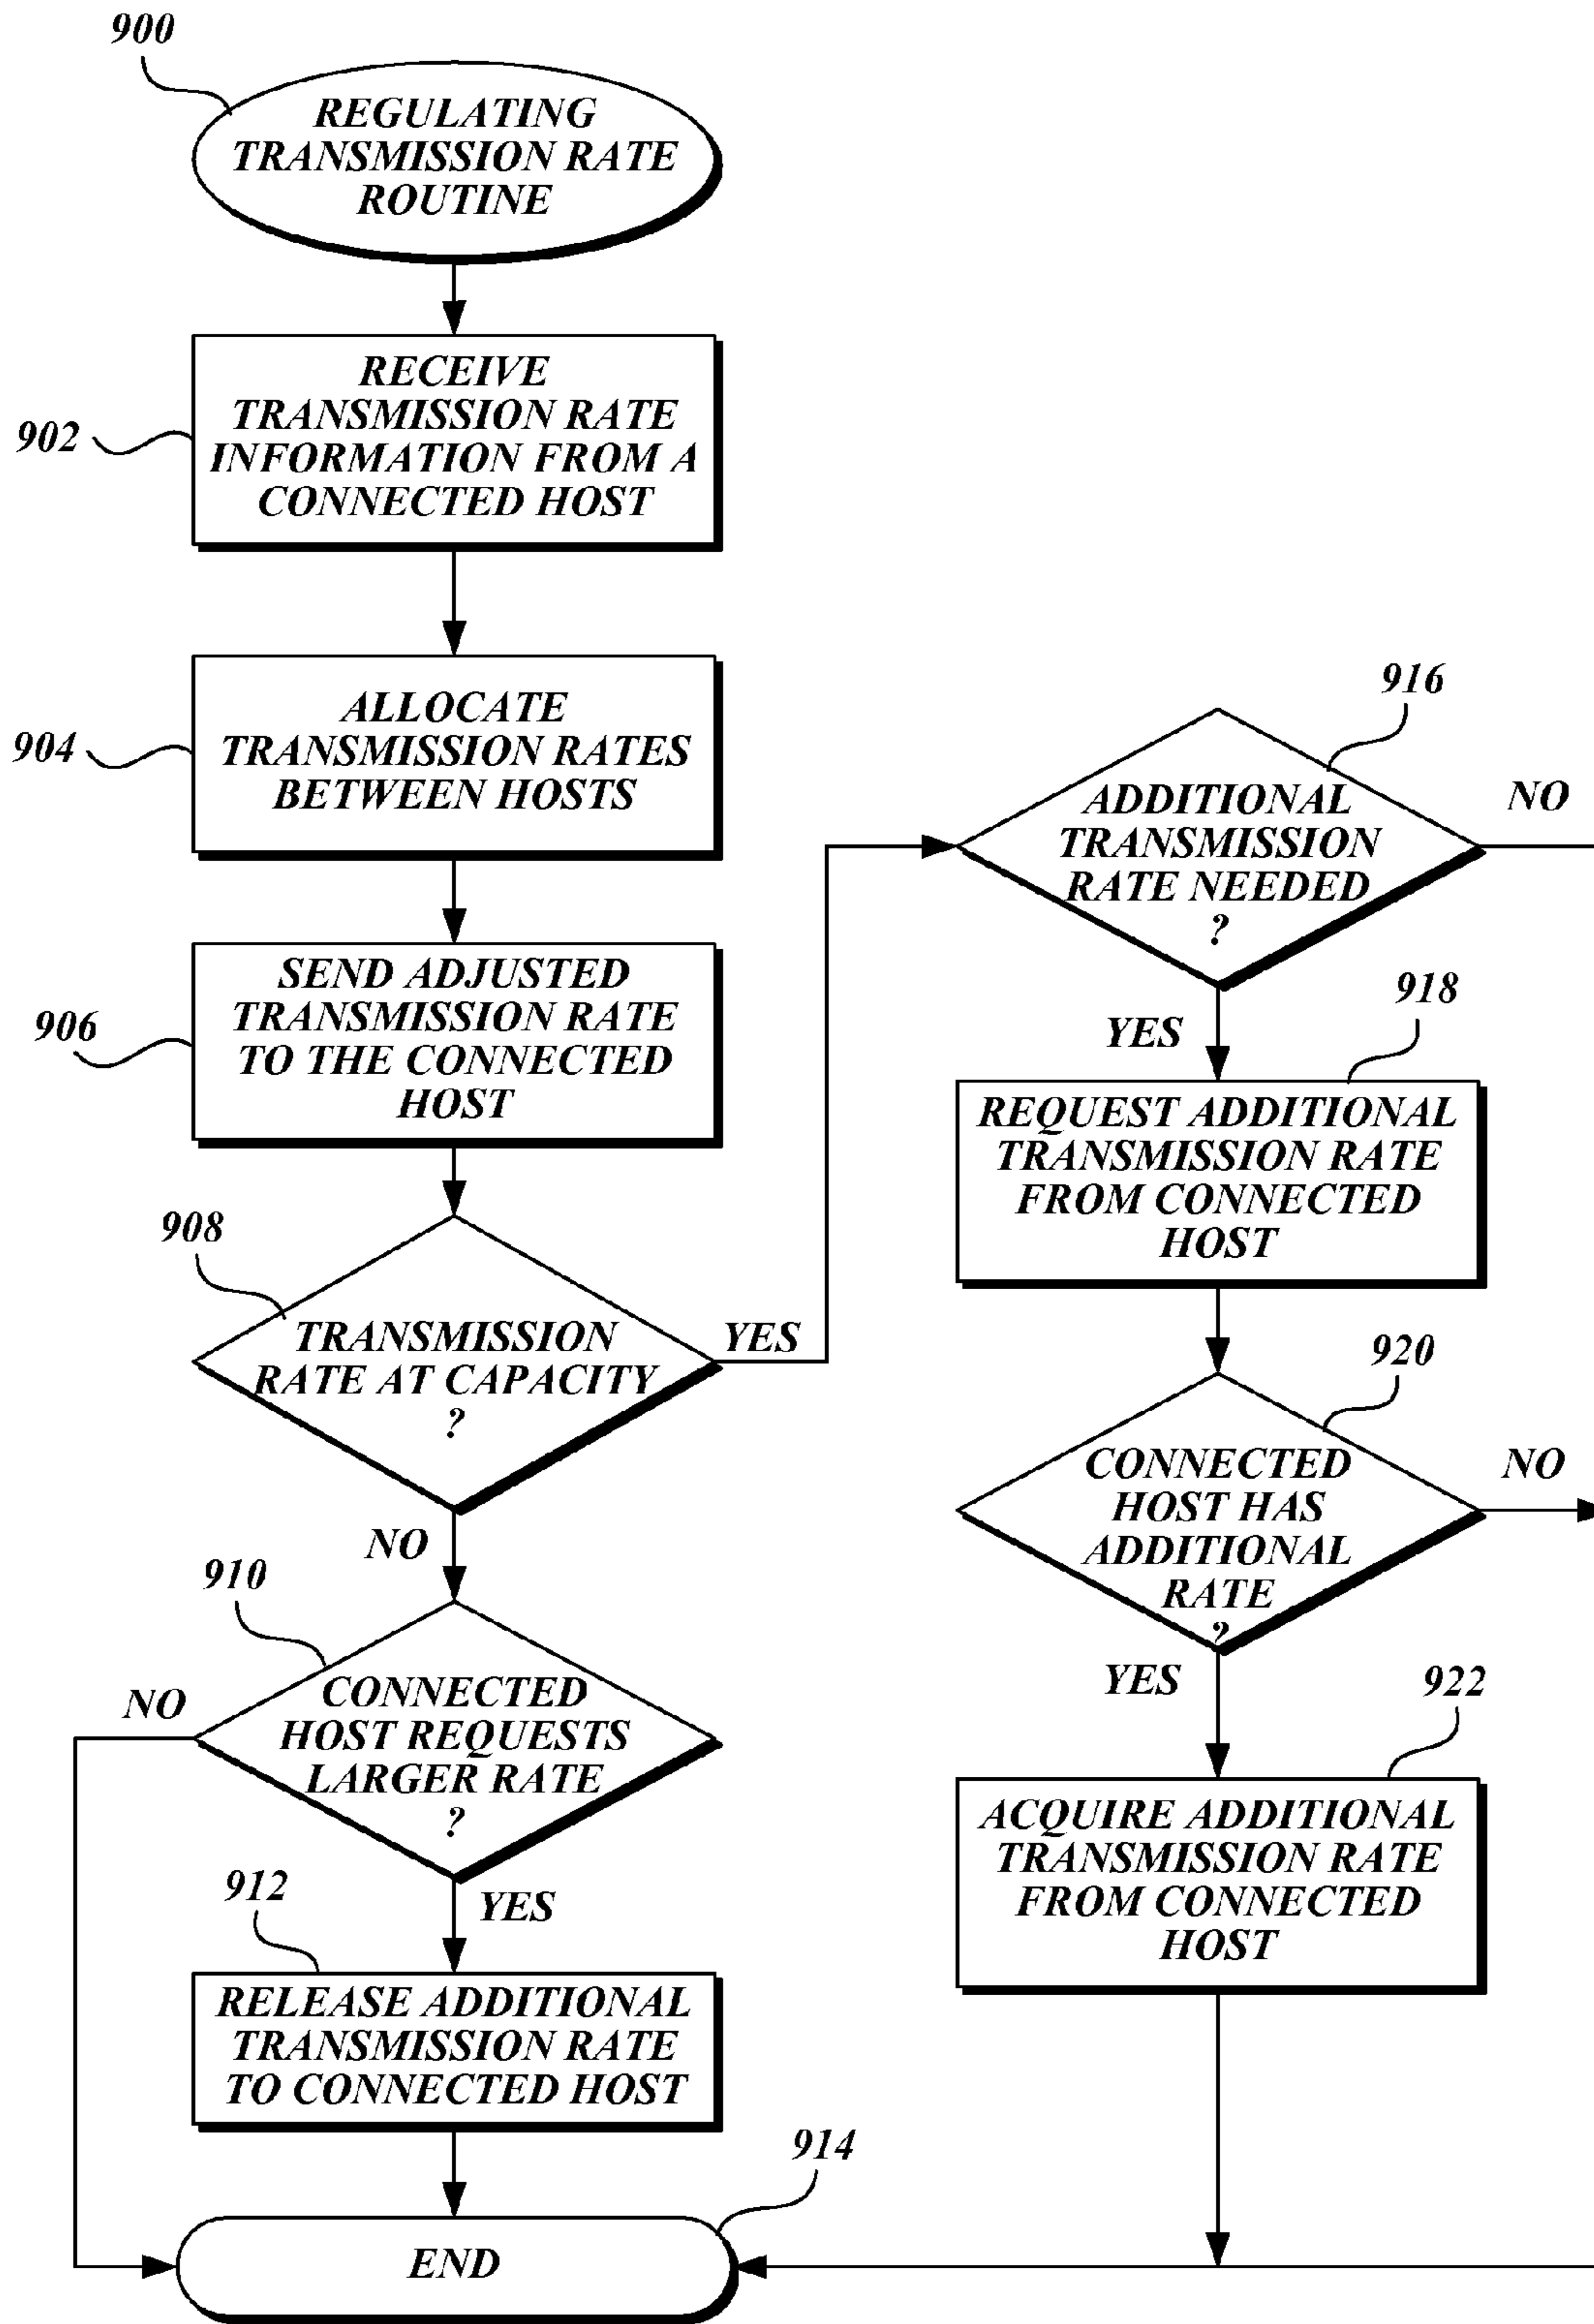 900
REGULATING
TRANSMISSION RATE
ROUTINE
902
RECEIVE
TRANSMISSION RATE
INFORMATION FROM A
CONNECTED HOST
904
ALLOCATE
TRANSMISSION RATES
BETWEEN HOSTS
906
SEND ADJUSTED
TRANSMISSION RATE
TO THE CONNECTED
HOST
908
TRANSMISSION
RATE AT CAPACITY
?
YES
NO
910
CONNECTED
HOST REQUESTS
LARGER RATE
?
NO
YES
912
RELEASE ADDITIONAL
TRANSMISSION RATE
TO CONNECTED HOST
914
END
916
ADDITIONAL
TRANSMISSION
RATE NEEDED
?
NO
YES
918
REQUEST ADDITIONAL
TRANSMISSION RATE
FROM CONNECTED
HOST
920
CONNECTED
HOST HAS
ADDITIONAL
RATE
?
NO
YES
922
ACQUIRE ADDITIONAL
TRANSMISSION RATE
FROM CONNECTED
HOST